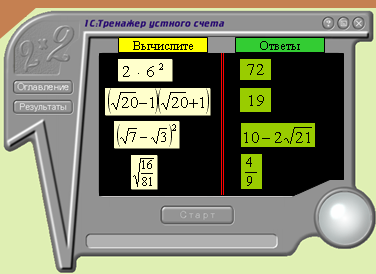 1С:Тренажер устного счета
2×2
Вычислите Ответы
2 · 6² 72
(√20−1)(√20+1) 19
(√7−√3)² 10−2√21
√(16/81) 4/9
Оглавление
Результаты
Старт